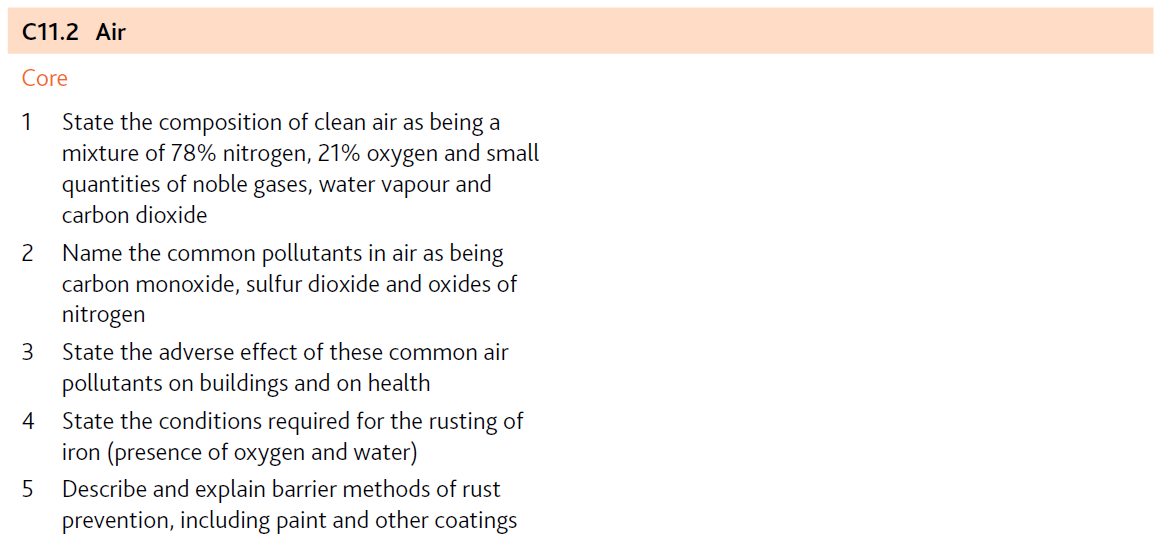 C11.2 Air
Core
1 State the composition of clean air as being a
mixture of 78% nitrogen, 21% oxygen and small
quantities of noble gases, water vapour and
carbon dioxide
2 Name the common pollutants in air as being
carbon monoxide, sulfur dioxide and oxides of
nitrogen
3 State the adverse effect of these common air
pollutants on buildings and on health
4 State the conditions required for the rusting of
iron (presence of oxygen and water)
5 Describe and explain barrier methods of rust
prevention, including paint and other coatings